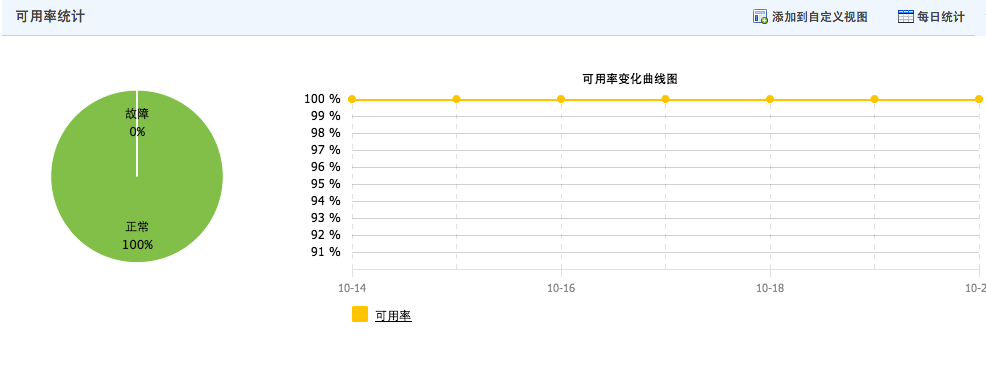 可用率统计
添加到自定义视图
每日统计
可用率变化曲线图
故障
0%
正常
100%
100 %
99 %
98 %
97 %
96 %
95 %
94 %
93 %
92 %
91 %
10-14
10-16
10-18
10-2
可用率